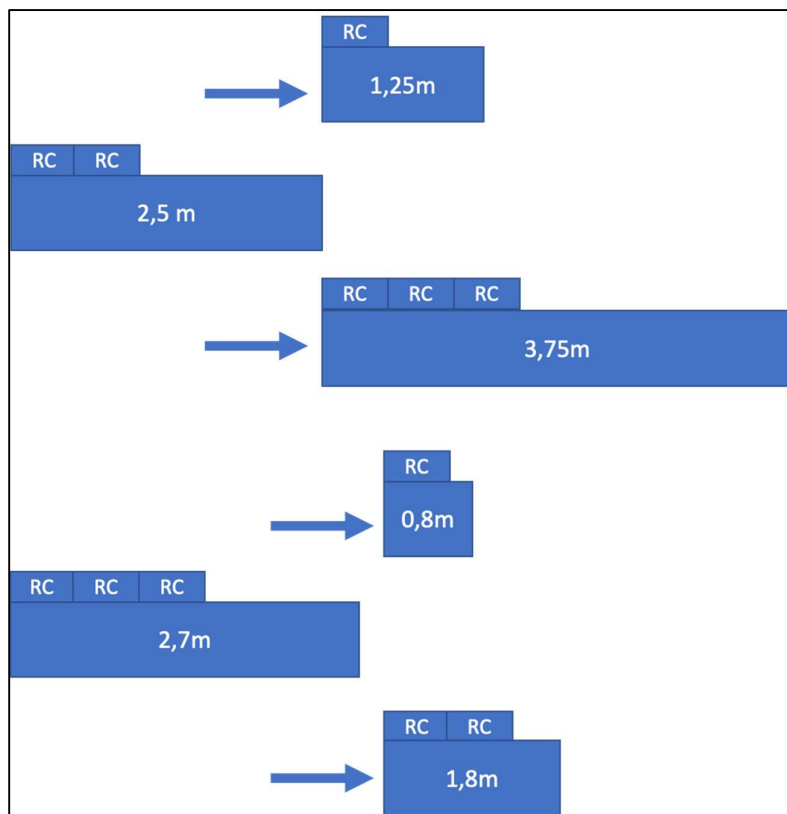 RC
1,25m
RC RC
2,5 m
RC RC RC
3,75m
RC
0,8m
RC RC RC
2,7m
RC RC
1,8m